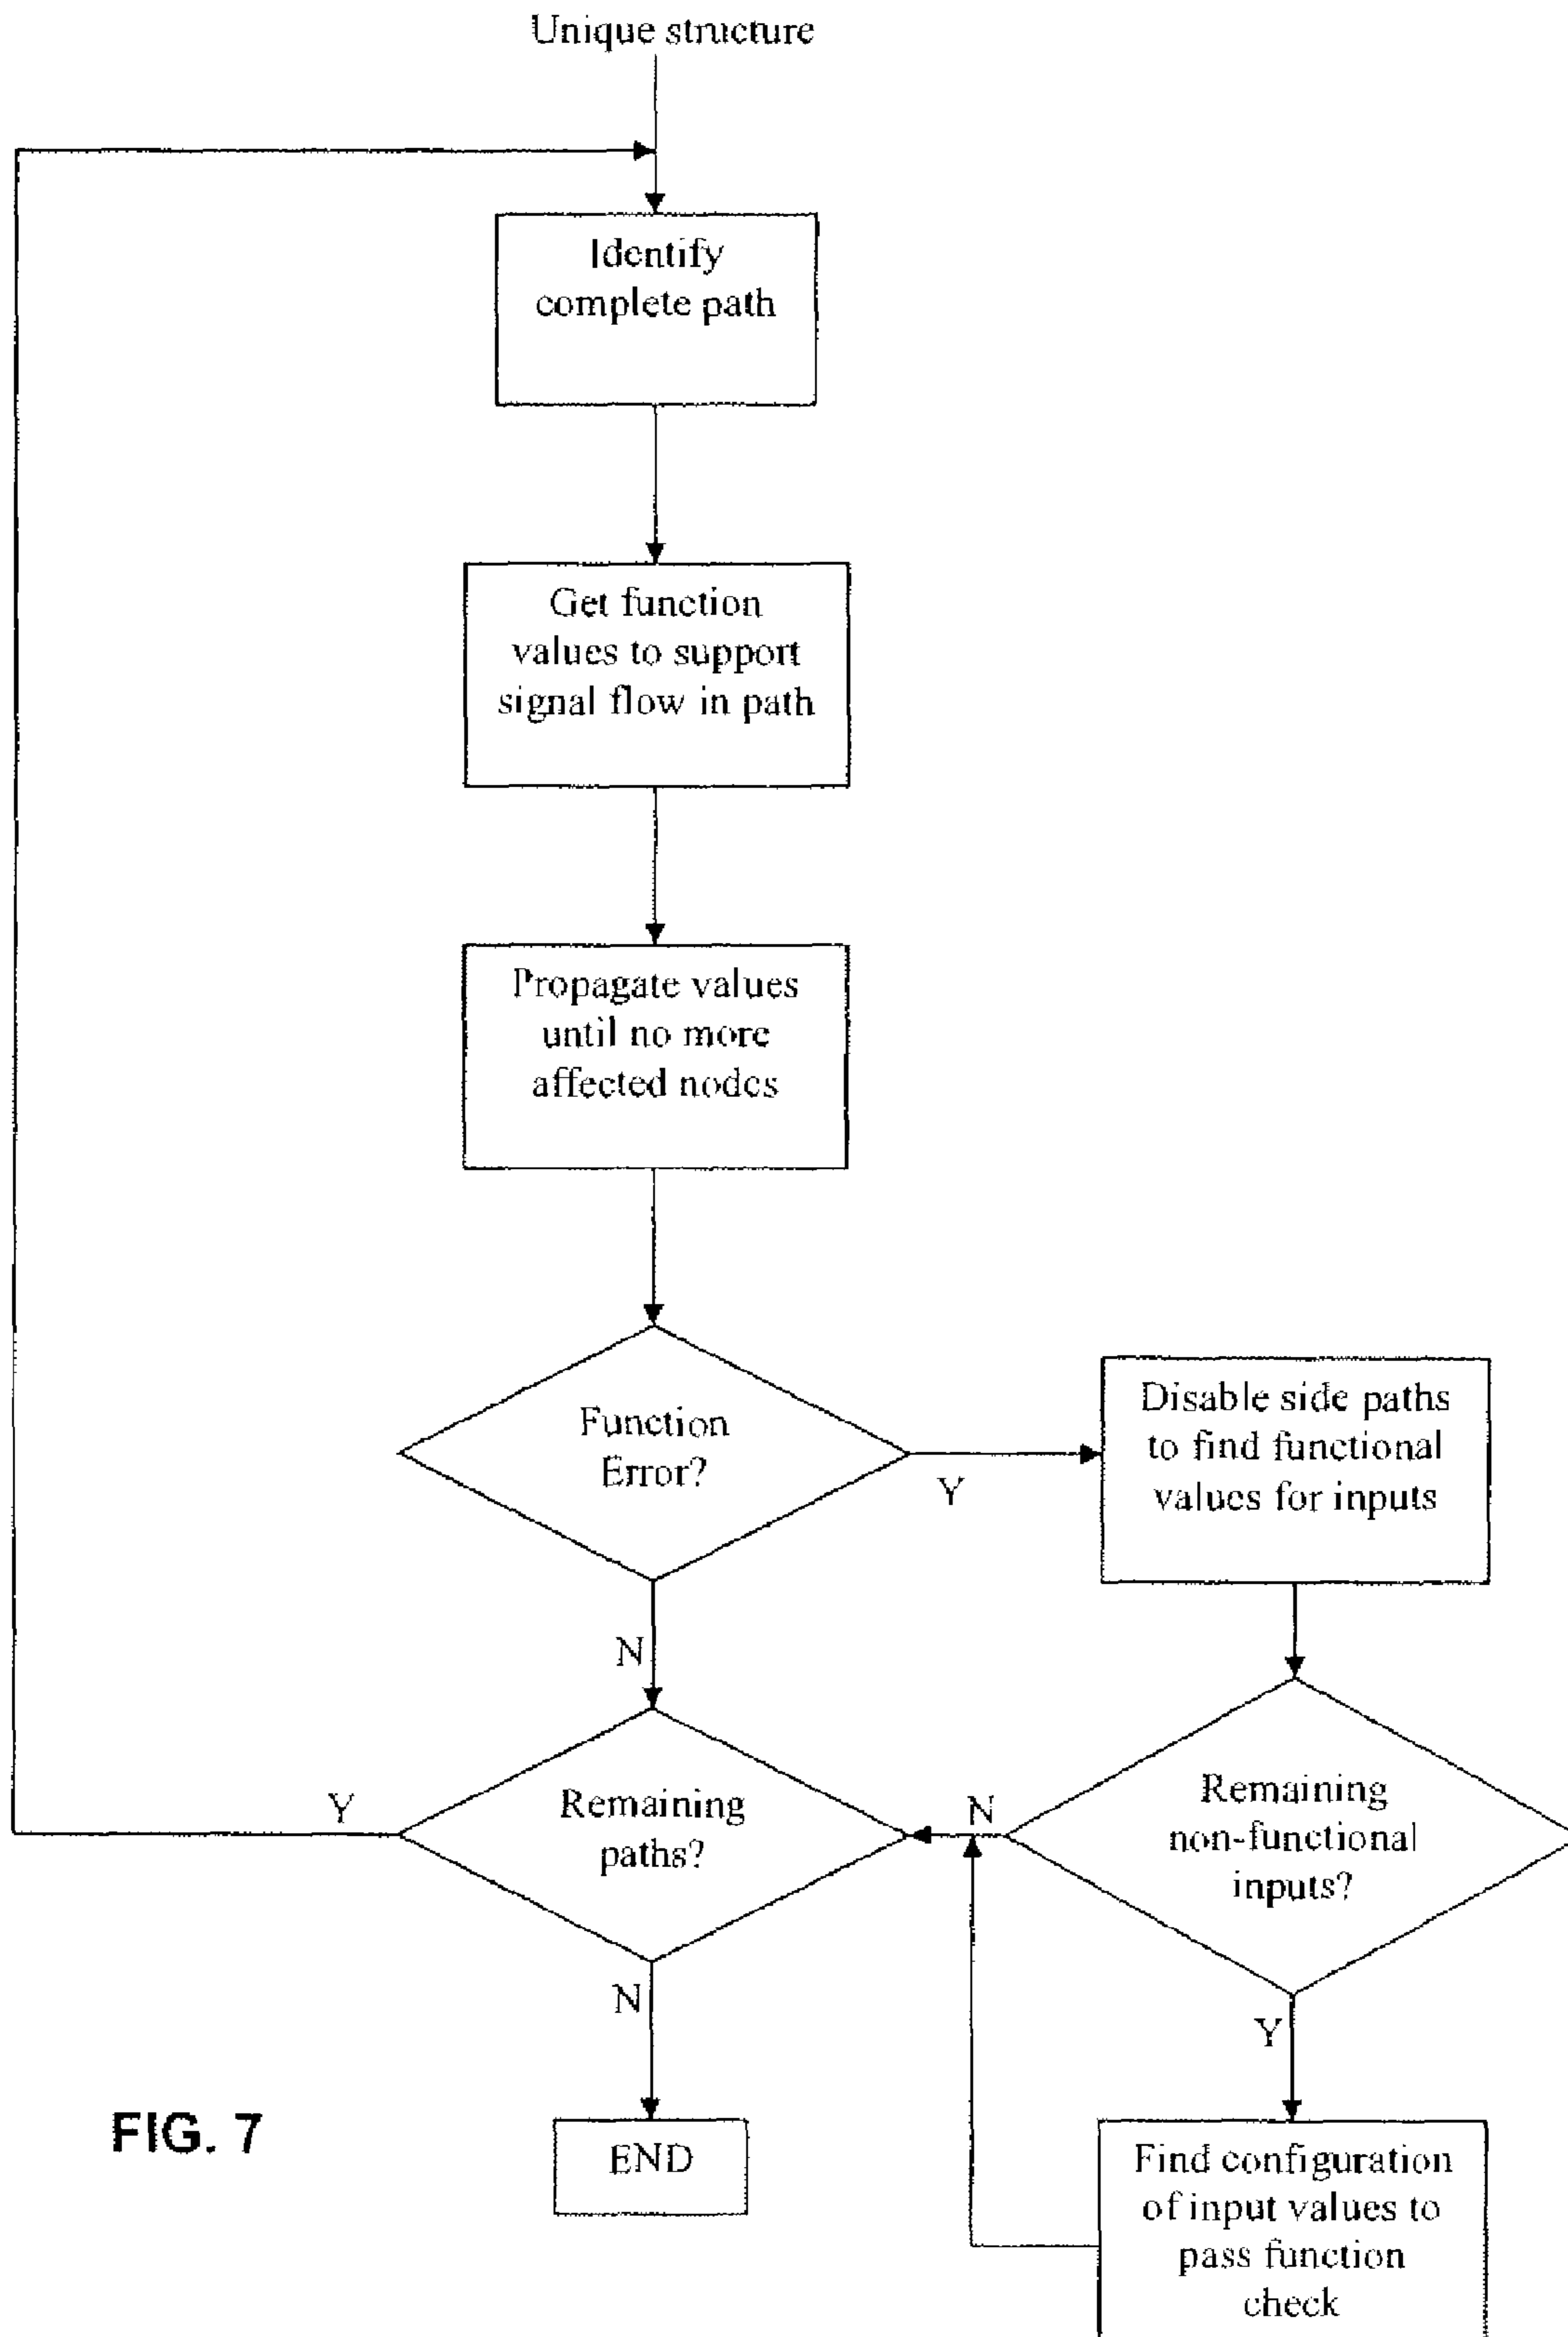 Unique structure
Identify
complete path
Get function
values to support
signal flow in path
Propagate values
until no more
affected nodes
Function
Error?
Y
N
Disable side paths
to find functional
values for inputs
Remaining
paths?
Y
N
Remaining
non-functional
inputs?
N
Y
END
Find configuration
of input values to
pass function
check
FIG. 7